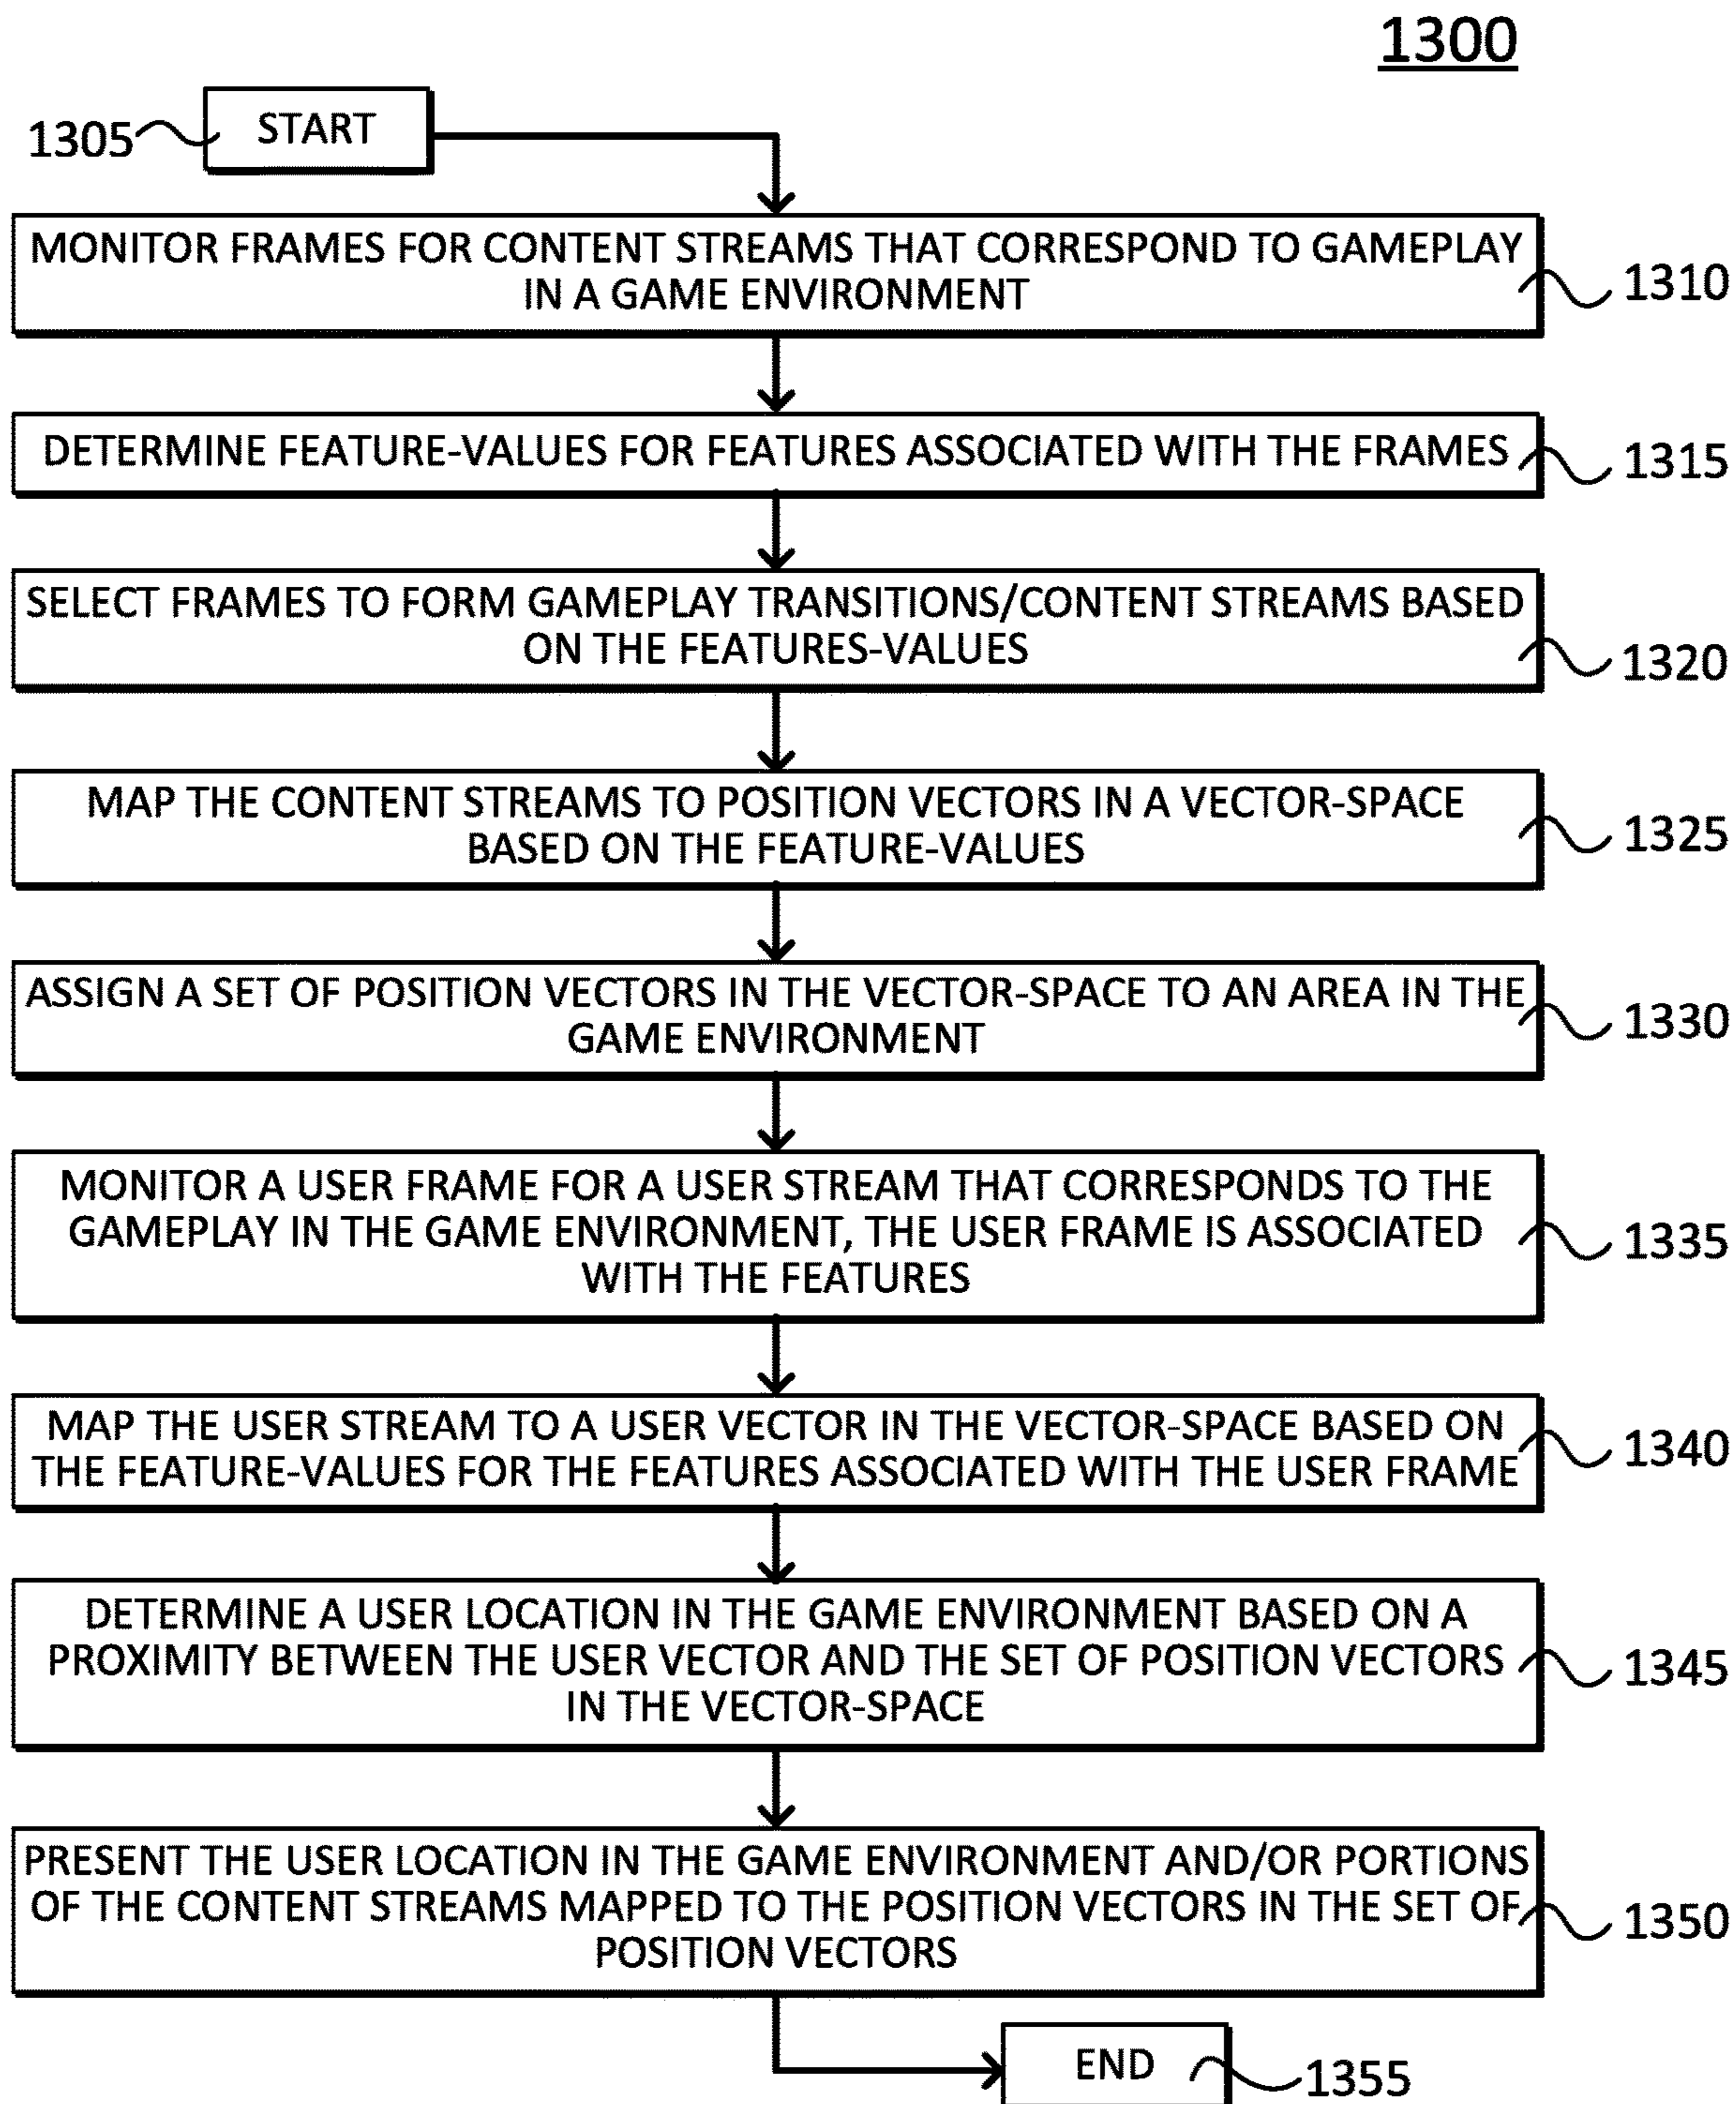 1300
START
1305
MONITOR FRAMES FOR CONTENT STREAMS THAT CORRESPOND TO GAMEPLAY
IN A GAME ENVIRONMENT
1310
DETERMINE FEATURE-VALUES FOR FEATURES ASSOCIATED WITH THE FRAMES
1315
SELECT FRAMES TO FORM GAMEPLAY TRANSITIONS/CONTENT STREAMS BASED
ON THE FEATURES-VALUES
1320
MAP THE CONTENT STREAMS TO POSITION VECTORS IN A VECTOR-SPACE
BASED ON THE FEATURE-VALUES
1325
ASSIGN A SET OF POSITION VECTORS IN THE VECTOR-SPACE TO AN AREA IN THE
GAME ENVIRONMENT
1330
MONITOR A USER FRAME FOR A USER STREAM THAT CORRESPONDS TO THE
GAMEPLAY IN THE GAME ENVIRONMENT, THE USER FRAME IS ASSOCIATED
WITH THE FEATURES
1335
MAP THE USER STREAM TO A USER VECTOR IN THE VECTOR-SPACE BASED ON
THE FEATURE-VALUES FOR THE FEATURES ASSOCIATED WITH THE USER FRAME
1340
DETERMINE A USER LOCATION IN THE GAME ENVIRONMENT BASED ON A
PROXIMITY BETWEEN THE USER VECTOR AND THE SET OF POSITION VECTORS
IN THE VECTOR-SPACE
1345
PRESENT THE USER LOCATION IN THE GAME ENVIRONMENT AND/OR PORTIONS
OF THE CONTENT STREAMS MAPPED TO THE POSITION VECTORS IN THE SET OF
POSITION VECTORS
1350
END
1355